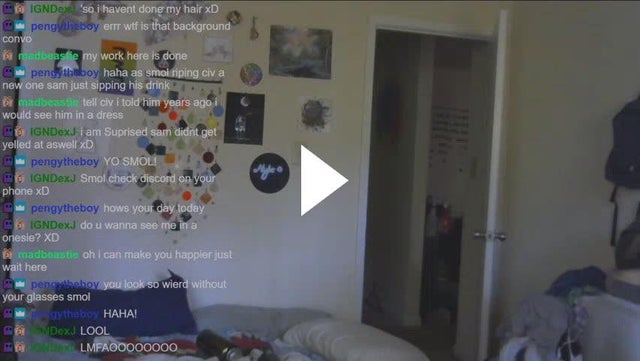 IGNDexJ 'so i havent done my hair xD
pengytheboy errr wtf is that background
convo
madbeastie my work here is done
pengytheboy haha as smol riping civ a
new one sam just sipping his drink
madbeastie tell civ i told him years ago i
would see him in a dress
IGNDexJ i am Suprised sam didnt get
yelled at aswell xD
pengytheboy YO SMOL!
IGNDexJ Smol check discord on your
phone xD
pengytheboy hows your day today
IGNDexJ do u wanna see me in a
onesie? XD
madbeastie oh i can make you happier just
wait here
pengytheboy you look so wierd without
your glasses smol
pengytheboy HAHA!
IGNDexJ LOOL
IGNDexJ LMFAOOOOOOOO